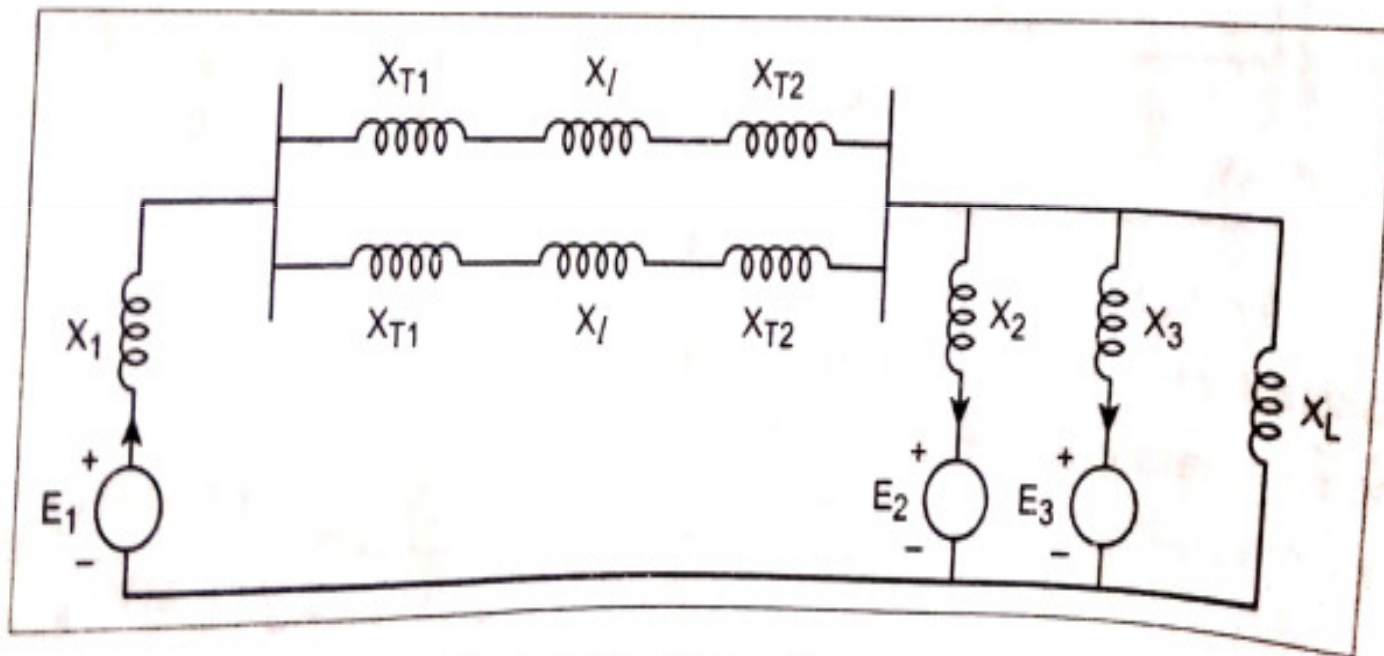 X_T1 X_l X_T2
X_T1 X_l X_T2
X_1
X_2 X_3
X_L
+ E_1 −
+ E_2 −
+ E_3 −